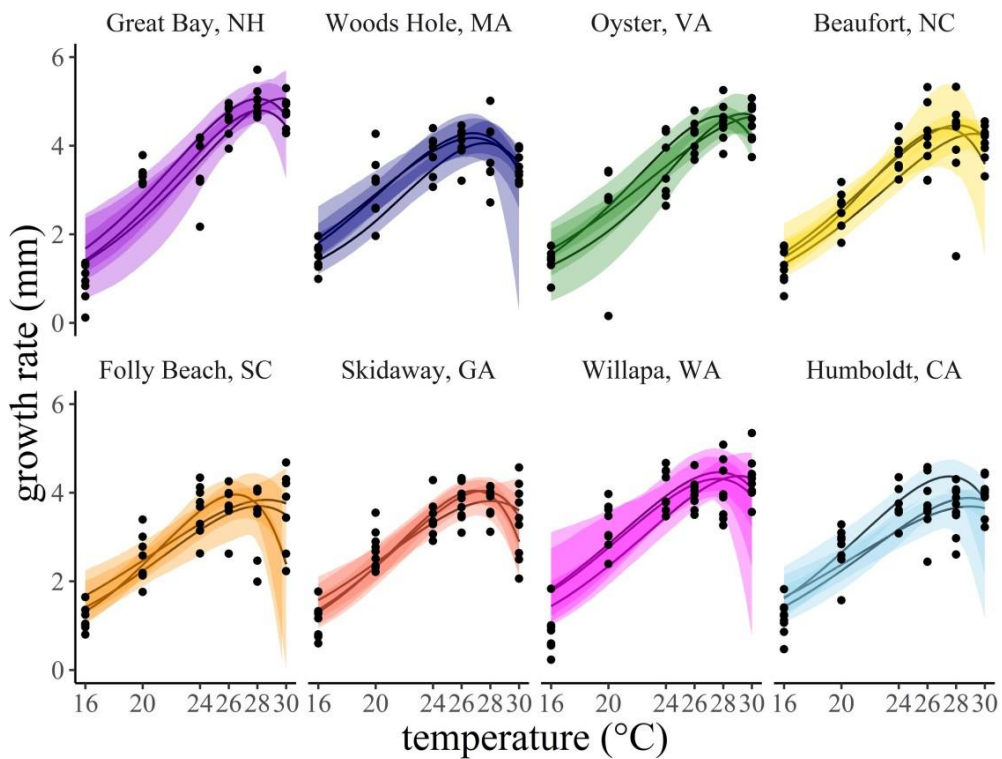 Great Bay, NH
Woods Hole, MA
Oyster, VA
Beaufort, NC
6
4
2
0
Folly Beach, SC
Skidaway, GA
Willapa, WA
Humboldt, CA
6
4
2
0
growth rate (mm)
16 20 24 26 28 30
16 20 24 26 28 30
16 20 24 26 28 30
16 20 24 26 28 30
temperature (°C)